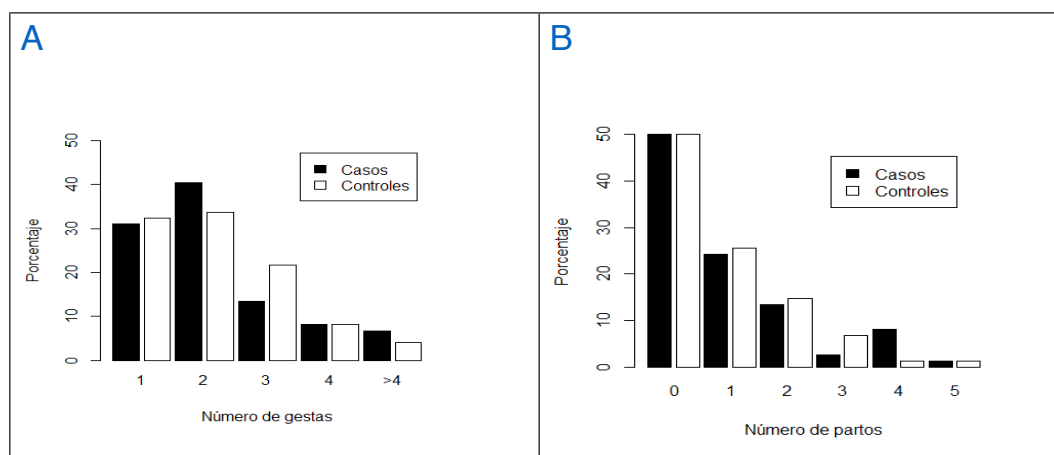 A
50
40
30
20
10
0
Porcentaje
Casos
Controles
1 2 3 4 >4
Número de gestas
B
50
40
30
20
10
0
Porcentaje
Casos
Controles
0 1 2 3 4 5
Número de partos